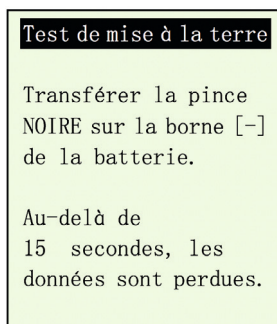 Test de mise à la terre
Transférer la pince
NOIRE sur la borne [-]
de la batterie.
Au-delà de
15 secondes, les
données sont perdues.